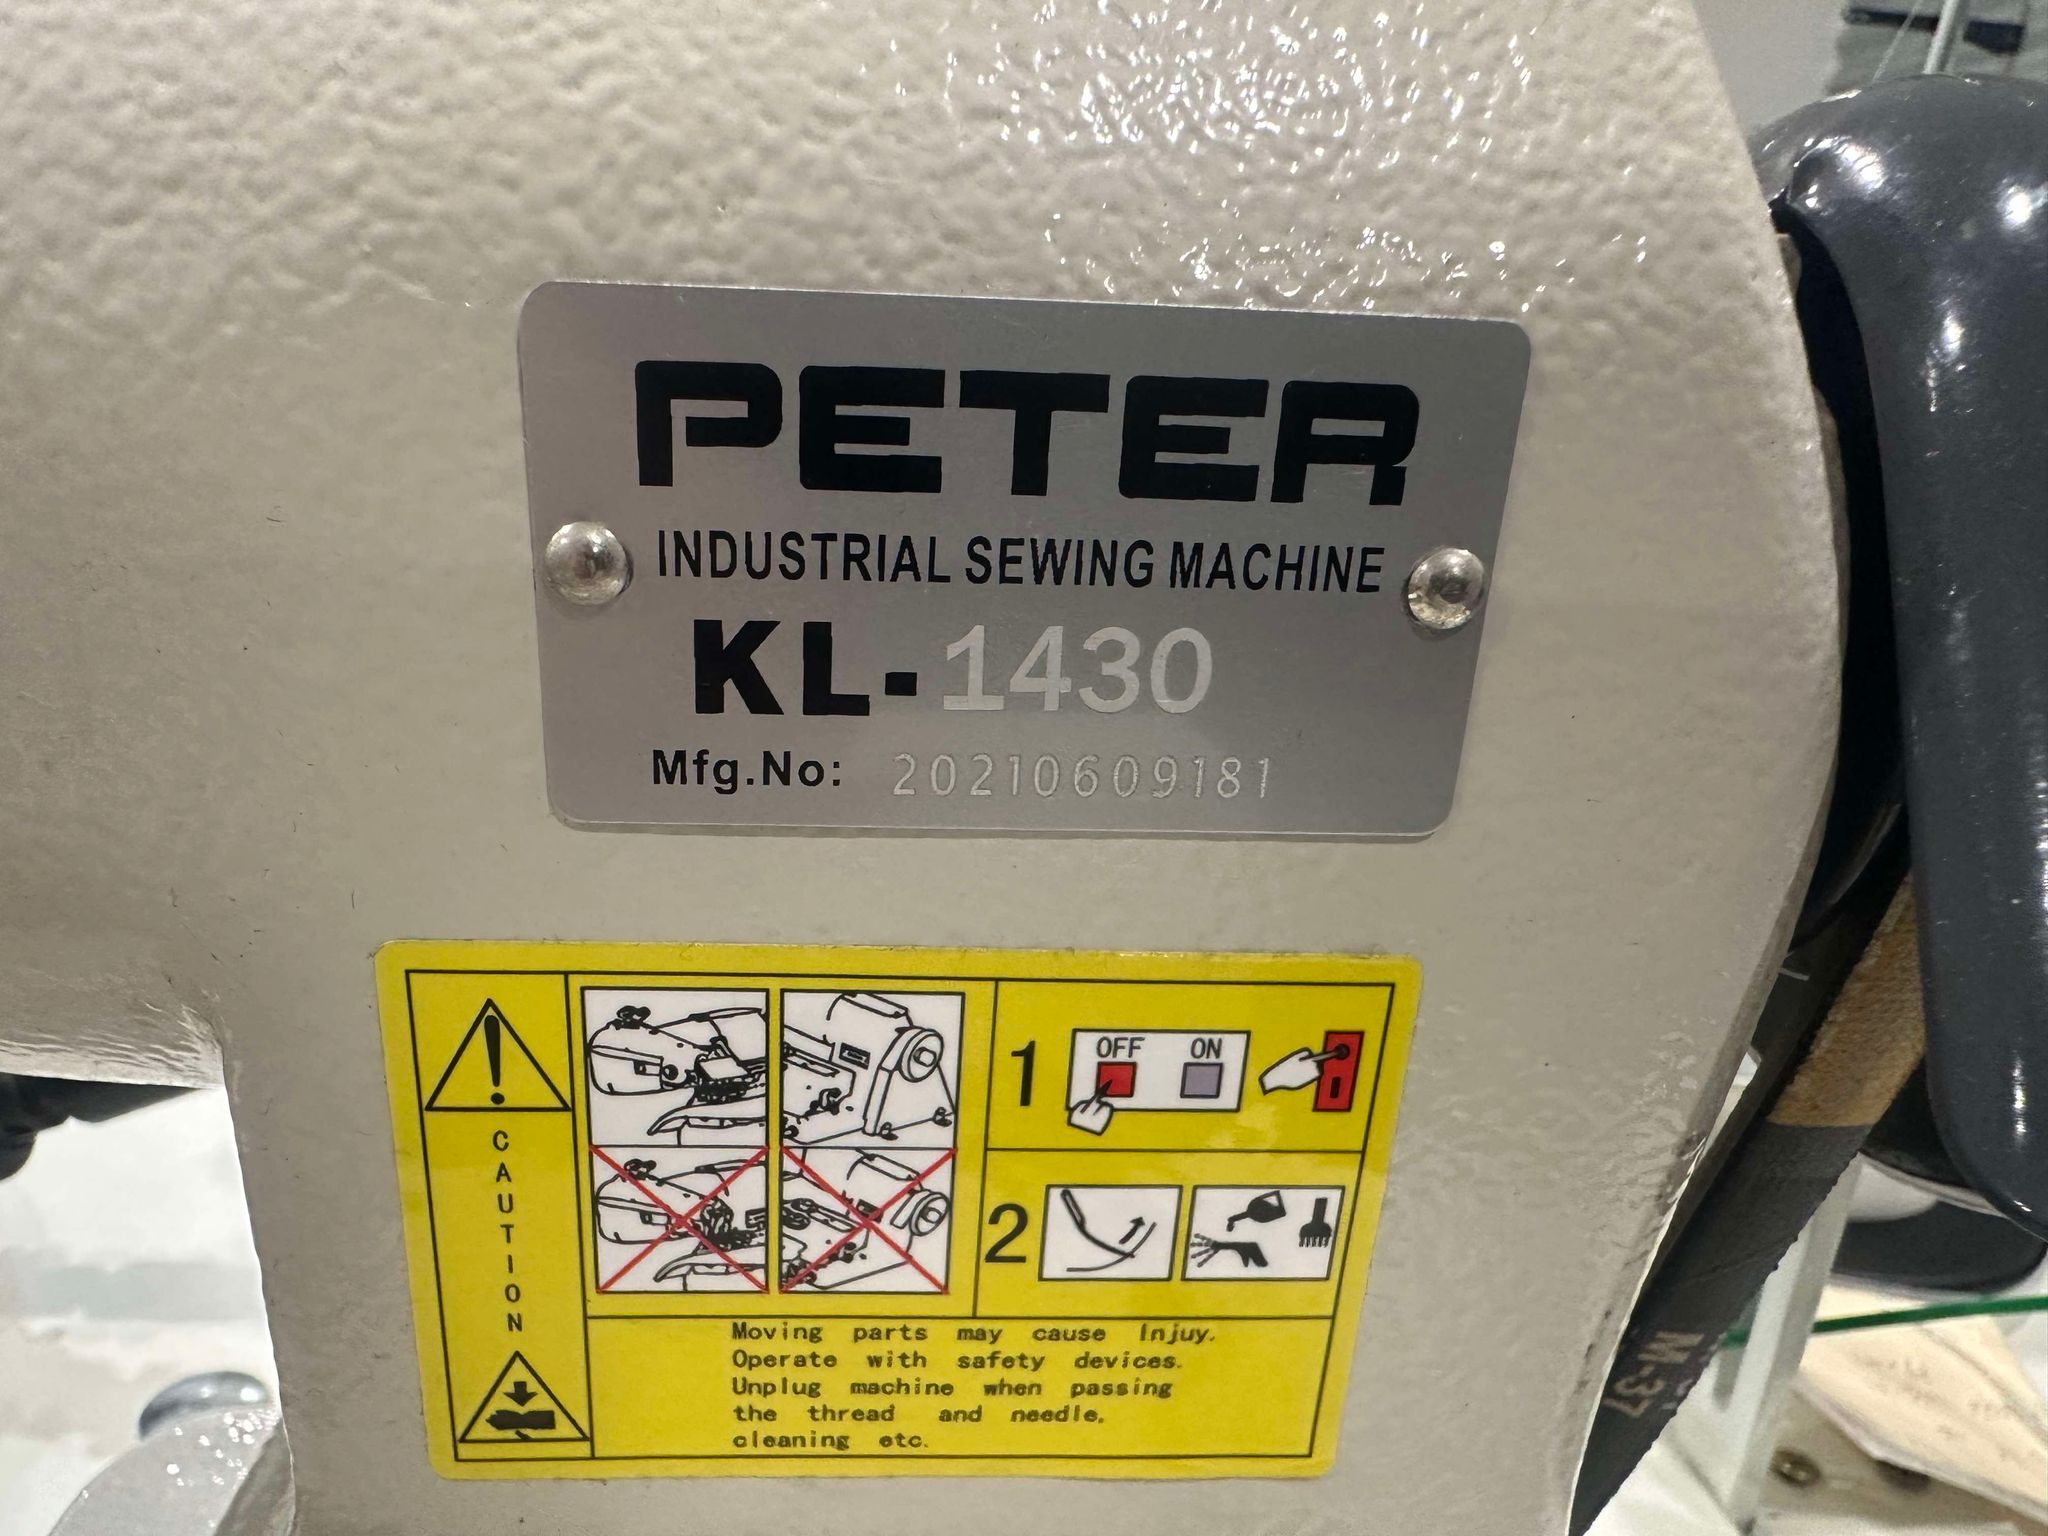 PETER
INDUSTRIAL SEWING MACHINE
KL-1430
Mfg.No: 20210609181
CAUTION
1 OFF ON
2
Moving parts may cause Injuy.
Operate with safety devices.
Unplug machine when passing
the thread and needle,
cleaning etc.
M-37